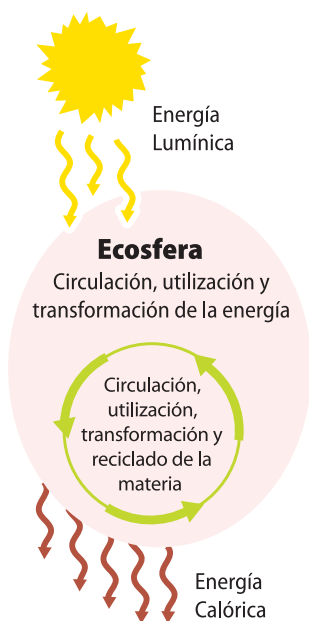 Energía
Lumínica
Ecosfera
Circulación, utilización y
transformación de la energía
Circulación,
utilización,
transformación y
reciclado de la
materia
Energía
Calórica